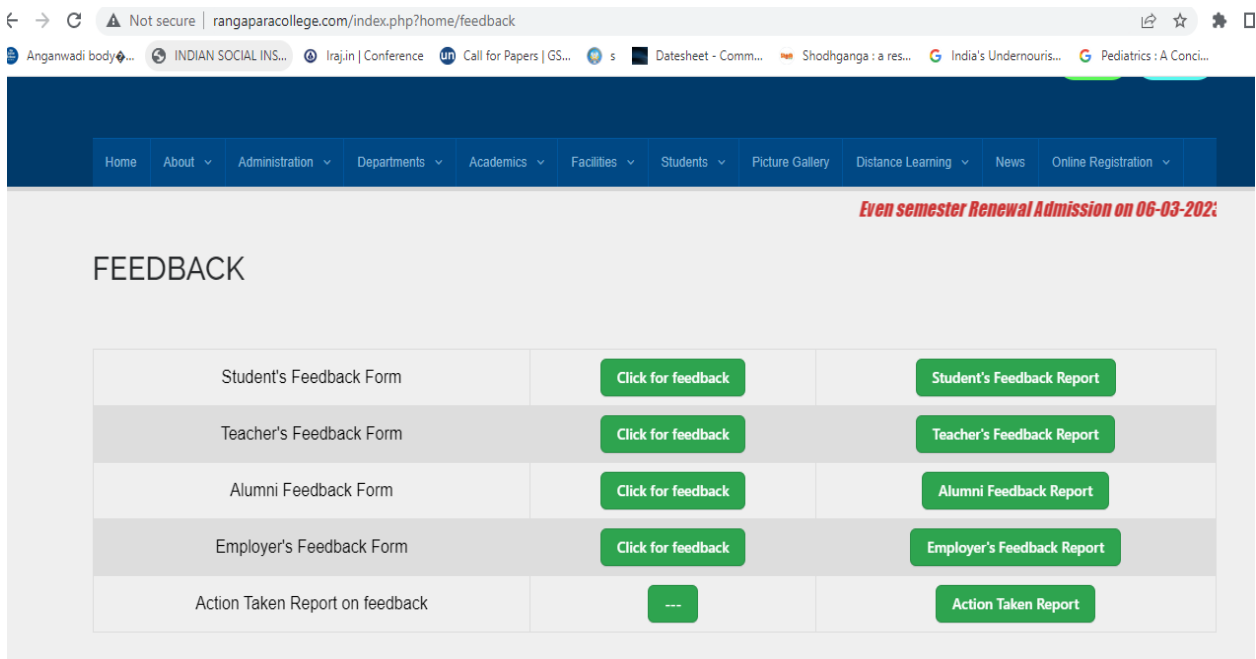 Not secure | rangaparacollege.com/index.php?home/feedback
Anganwadi body�... INDIAN SOCIAL INS... Iraj.in | Conference Call for Papers | GS... s Datesheet - Comm... Shodhganga : a res... India's Undernouris... Pediatrics : A Conci...
Home About Administration Departments Academics Facilities Students Picture Gallery Distance Learning News Online Registration
Even semester Renewal Admission on 06-03-2023
FEEDBACK
Student's Feedback Form Click for feedback Student's Feedback Report
Teacher's Feedback Form Click for feedback Teacher's Feedback Report
Alumni Feedback Form Click for feedback Alumni Feedback Report
Employer's Feedback Form Click for feedback Employer's Feedback Report
Action Taken Report on feedback --- Action Taken Report